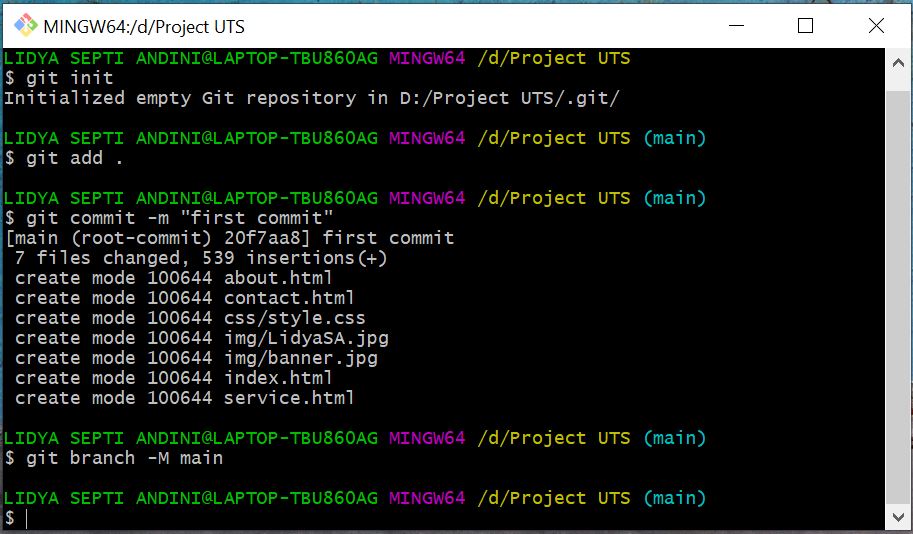 MINGW64:/d/Project UTS
LIDYA SEPTI ANDINI@LAPTOP-TBU860AG MINGW64 /d/Project UTS
$ git init
Initialized empty Git repository in D:/Project UTS/.git/
LIDYA SEPTI ANDINI@LAPTOP-TBU860AG MINGW64 /d/Project UTS (main)
$ git add .
LIDYA SEPTI ANDINI@LAPTOP-TBU860AG MINGW64 /d/Project UTS (main)
$ git commit -m "first commit"
[main (root-commit) 20f7aa8] first commit
 7 files changed, 539 insertions(+)
 create mode 100644 about.html
 create mode 100644 contact.html
 create mode 100644 css/style.css
 create mode 100644 img/LidyaSA.jpg
 create mode 100644 img/banner.jpg
 create mode 100644 index.html
 create mode 100644 service.html
LIDYA SEPTI ANDINI@LAPTOP-TBU860AG MINGW64 /d/Project UTS (main)
$ git branch -M main
LIDYA SEPTI ANDINI@LAPTOP-TBU860AG MINGW64 /d/Project UTS (main)
$